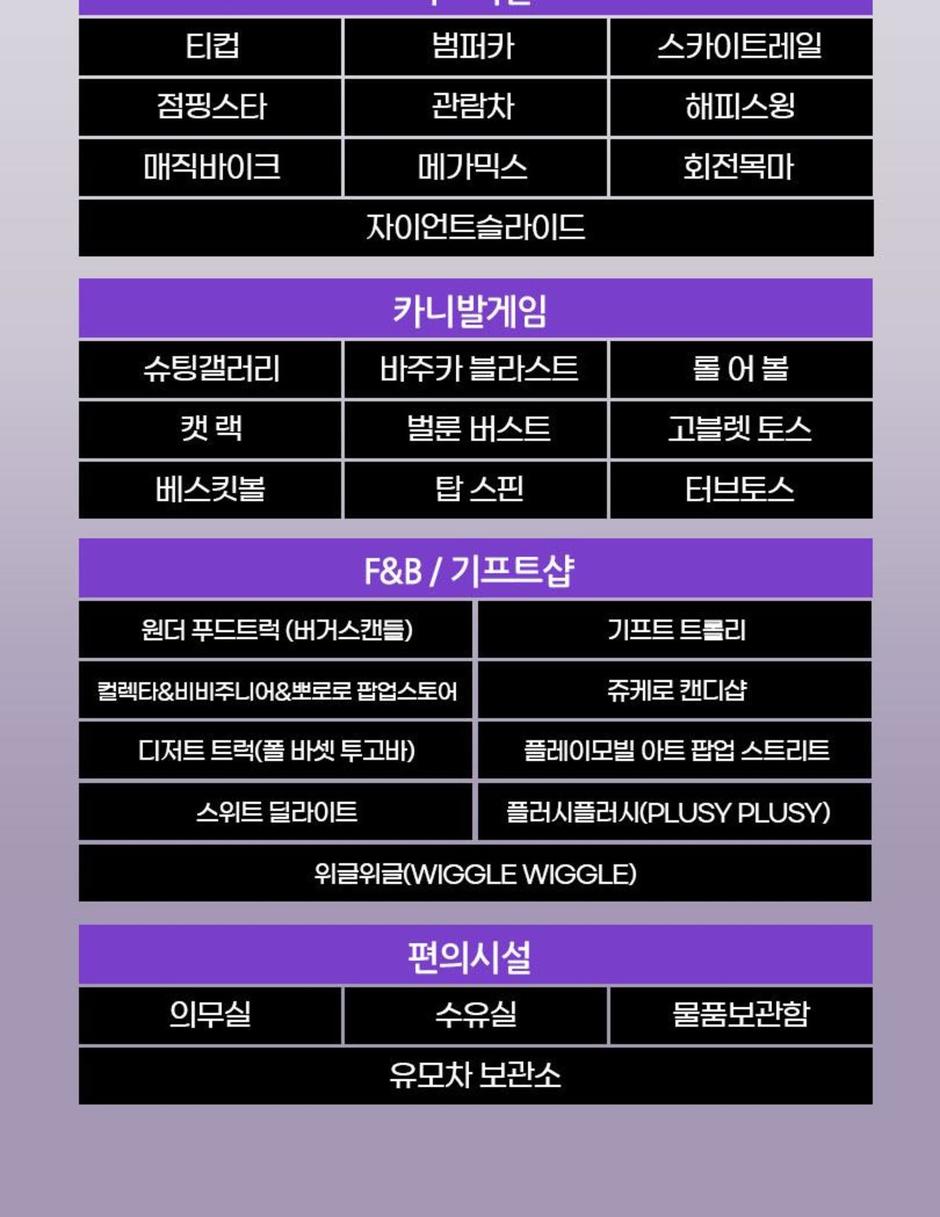 티컵 범퍼카 스카이트레일
점핑스타 관람차 해피스윙
매직바이크 메가믹스 회전목마
자이언트슬라이드
카니발게임
슈팅갤러리 바주카 블라스트 롤 어 볼
캣 랙 벌룬 버스트 고블렛 토스
베스킷볼 탑 스핀 터브토스
F&B / 기프트샵
원더 푸드트럭 (버거스캔들) 기프트 트롤리
컬렉타&비비주니어&뽀로로 팝업스토어 쥬케로 캔디샵
디저트 트럭(폴 바셋 투고바) 플레이모빌 아트 팝업 스트리트
스위트 딜라이트 플러시플러시(PLUSY PLUSY)
위글위글(WIGGLE WIGGLE)
편의시설
의무실 수유실 물품보관함
유모차 보관소